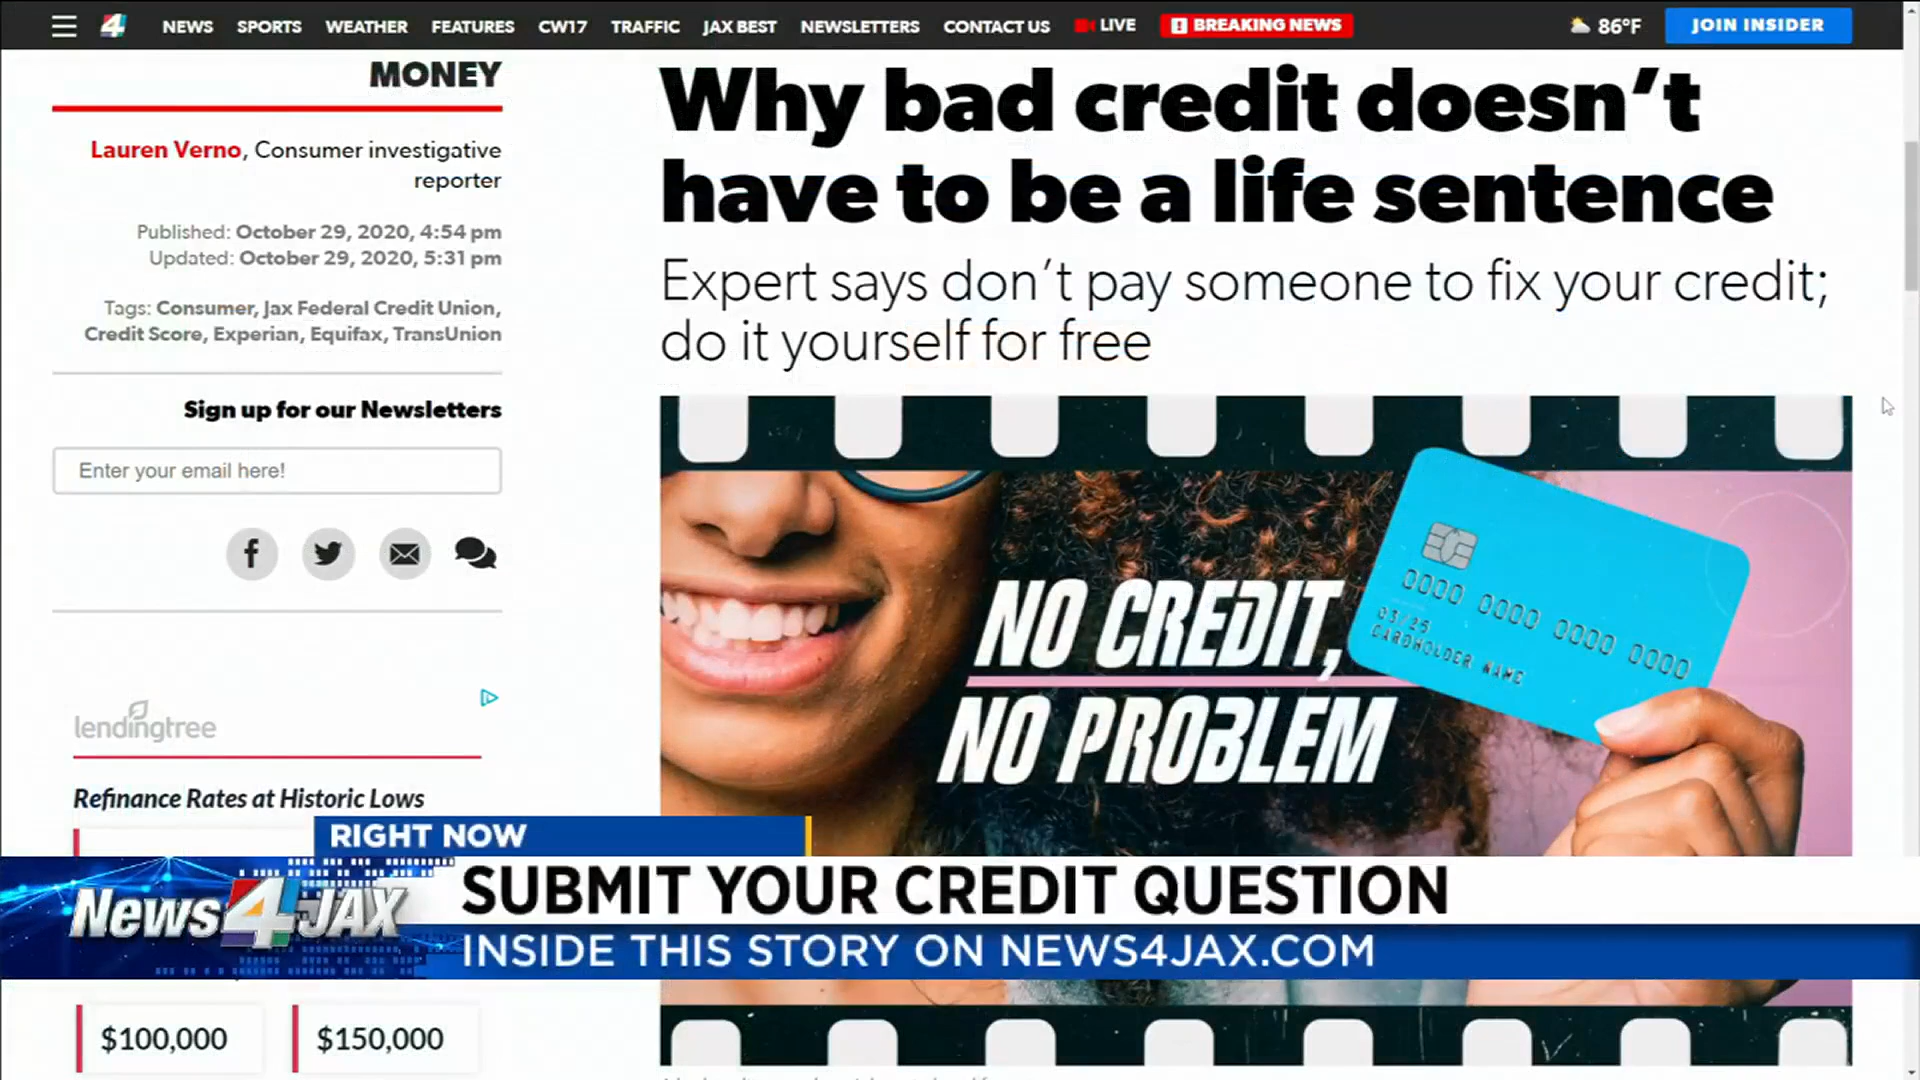 4 NEWS SPORTS WEATHER FEATURES CW17 TRAFFIC JAX BEST NEWSLETTERS CONTACT US LIVE BREAKING NEWS 86°F JOIN INSIDER
MONEY
Lauren Verno, Consumer investigative
reporter
Published: October 29, 2020, 4:54 pm
Updated: October 29, 2020, 5:31 pm
Tags: Consumer, Jax Federal Credit Union,
Credit Score, Experian, Equifax, TransUnion
Sign up for our Newsletters
Enter your email here!
lendingtree
Refinance Rates at Historic Lows
$100,000 $150,000
Why bad credit doesn't
have to be a life sentence
Expert says don't pay someone to fix your credit;
do it yourself for free
NO CREDIT,
NO PROBLEM
0000 0000 0000 0000
03/25
CARDHOLDER NAME
RIGHT NOW
News4JAX
SUBMIT YOUR CREDIT QUESTION
INSIDE THIS STORY ON NEWS4JAX.COM